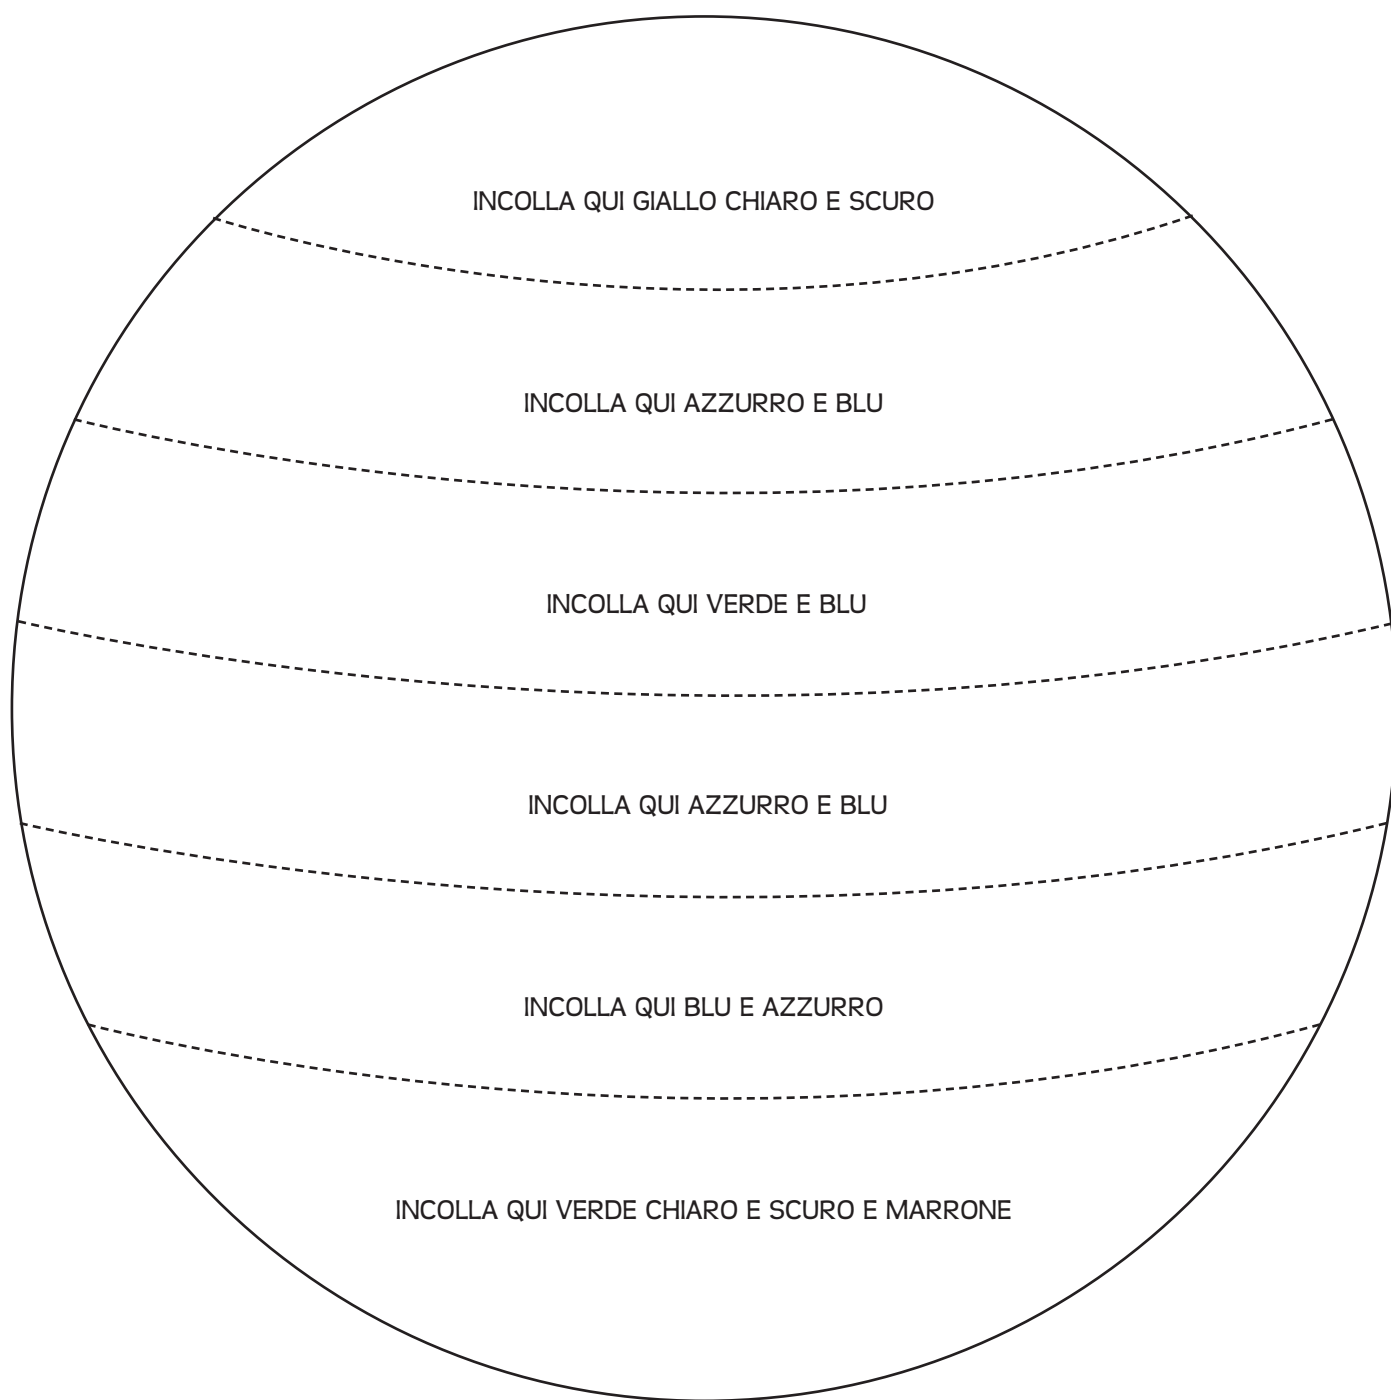 INCOLLA QUI GIALLO CHIARO E SCURO
INCOLLA QUI AZZURRO E BLU
INCOLLA QUI VERDE E BLU
INCOLLA QUI AZZURRO E BLU
INCOLLA QUI BLU E AZZURRO
INCOLLA QUI VERDE CHIARO E SCURO E MARRONE